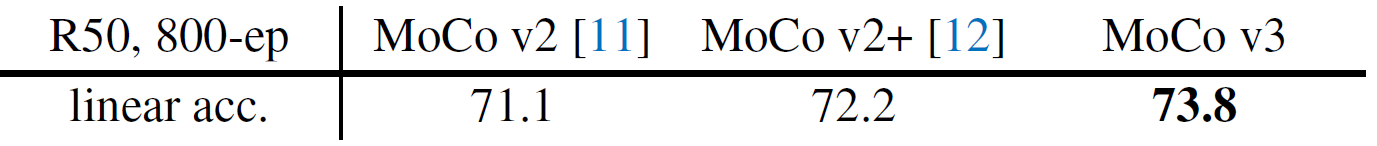 R50, 800-ep MoCo v2 [11] MoCo v2+ [12] MoCo v3
linear acc. 71.1 72.2 73.8